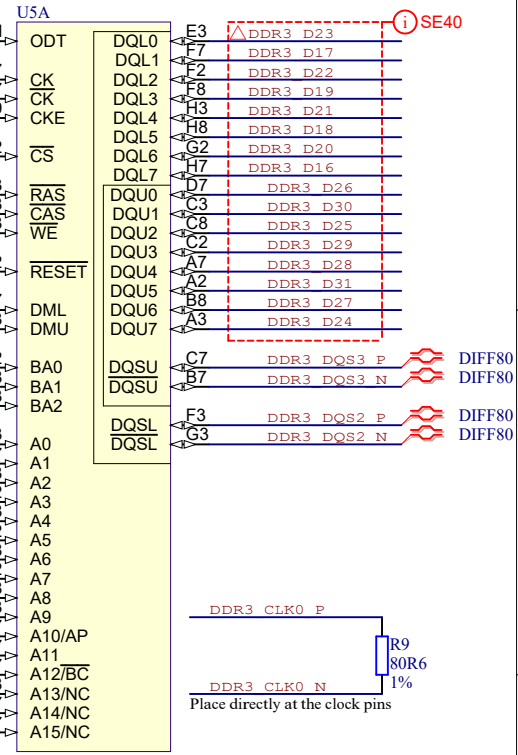 U5A
ODT DQL0 E3 DDR3_D23 i SE40
DQL1 F7 DDR3_D17
CK DQL2 F2 DDR3_D22
CK DQL3 F8 DDR3_D19
CKE DQL4 H3 DDR3_D21
DQL5 H8 DDR3_D18
CS DQL6 G2 DDR3_D20
DQL7 H7 DDR3_D16
RAS DQU0 D7 DDR3_D26
CAS DQU1 C3 DDR3_D30
WE DQU2 C8 DDR3_D25
DQU3 C2 DDR3_D29
RESET DQU4 A7 DDR3_D28
DQU5 A2 DDR3_D31
DML DQU6 B8 DDR3_D27
DMU DQU7 A3 DDR3_D24
BA0 DQSU C7 DDR3_DQS3_P DIFF80
BA1 DQSU B7 DDR3_DQS3_N DIFF80
BA2
DQSL F3 DDR3_DQS2_P DIFF80
A0 DQSL G3 DDR3_DQS2_N DIFF80
A1
A2
A3
A4
A5
A6
A7
A8
A9 DDR3_CLK0_P
A10/AP R9
A11 80R6
A12/BC 1%
A13/NC DDR3_CLK0_N
A14/NC Place directly at the clock pins
A15/NC